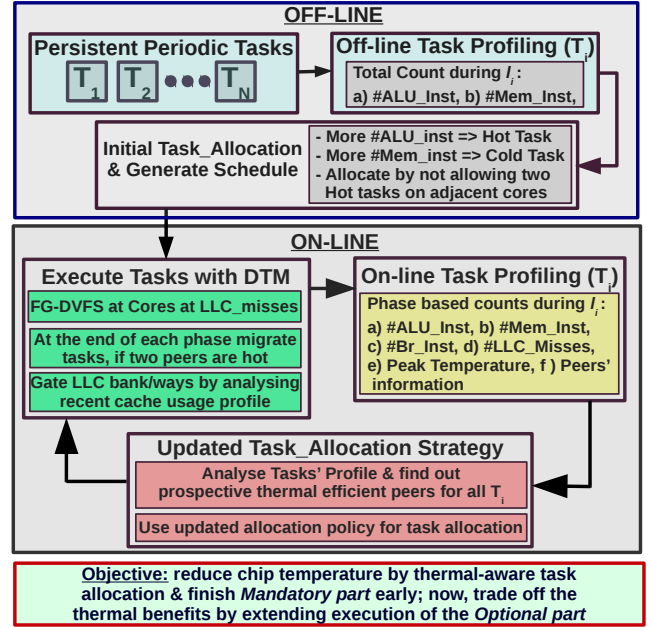 OFF-LINE
Persistent Periodic Tasks
T1 T2 ●●● TN
Off-line Task Profiling (Ti)
Total Count during Ii:
a) #ALU_Inst, b) #Mem_Inst,
Initial Task_Allocation
& Generate Schedule
- More #ALU_inst => Hot Task
- More #Mem_inst => Cold Task
- Allocate by not allowing two
Hot tasks on adjacent cores
ON-LINE
Execute Tasks with DTM
FG-DVFS at Cores at LLC_misses
At the end of each phase migrate
tasks, if two peers are hot
Gate LLC bank/ways by analysing
recent cache usage profile
On-line Task Profiling (Ti)
Phase based counts during Ii:
a) #ALU_Inst, b) #Mem_Inst,
c) #Br_Inst, d) #LLC_Misses,
e) Peak Temperature, f ) Peers'
information
Updated Task_Allocation Strategy
Analyse Tasks' Profile & find out
prospective thermal efficient peers for all Ti
Use updated allocation policy for task allocation
Objective: reduce chip temperature by thermal-aware task
allocation & finish Mandatory part early; now, trade off the
thermal benefits by extending execution of the Optional part